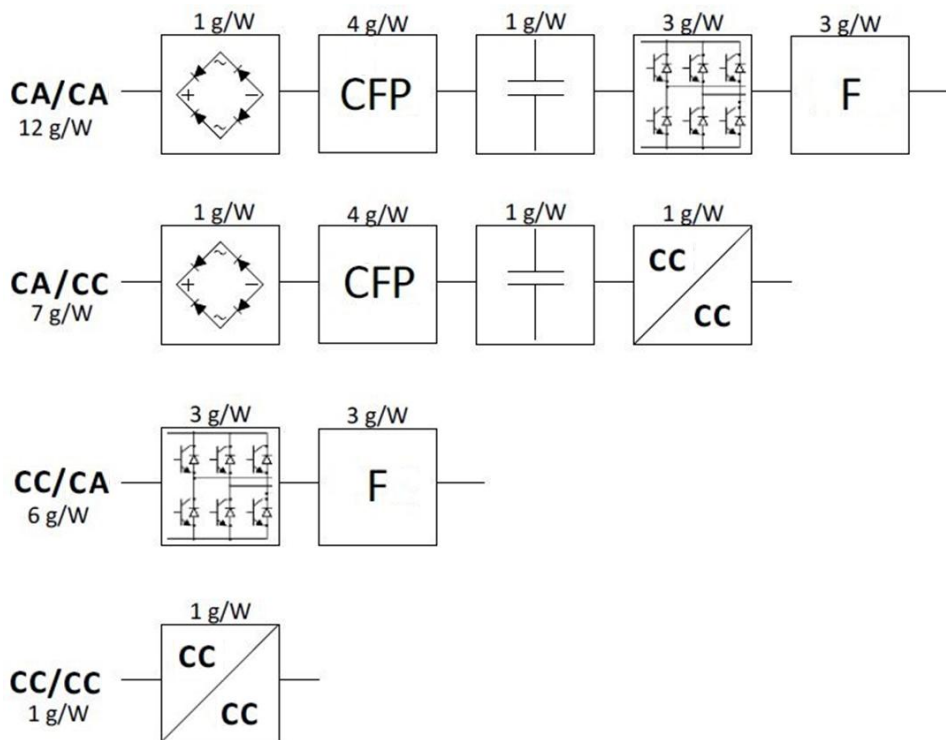 1 g/W 4 g/W 1 g/W 3 g/W 3 g/W
CA/CA CFP F
12 g/W
1 g/W 4 g/W 1 g/W 1 g/W
CC
CA/CC CFP
7 g/W CC
3 g/W 3 g/W
CC/CA F
6 g/W
1 g/W
CC
CC/CC
CC
1 g/W